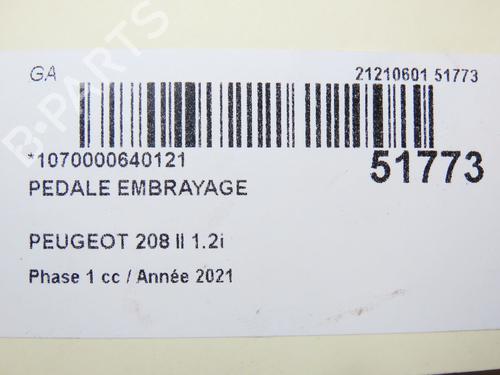 GA
21210601 51773
*1070000640121
51773
PEDALE EMBRAYAGE
PEUGEOT 208 II 1.2i
Phase 1 cc / Année 2021
B-PARTS